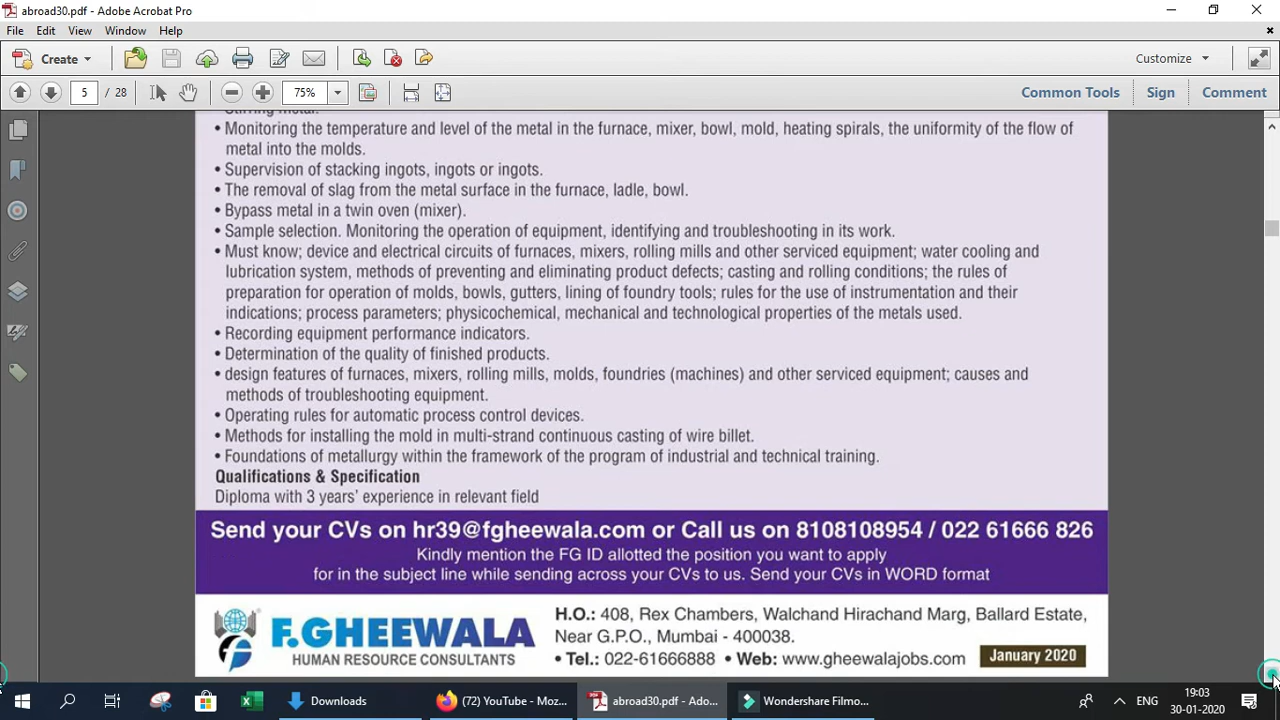 abroad30.pdf - Adobe Acrobat Pro
File Edit View Window Help
Create Customize
5 / 28 75% Common Tools Sign Comment
Stirring metal.
• Monitoring the temperature and level of the metal in the furnace, mixer, bowl, mold, heating spirals, the uniformity of the flow of
metal into the molds.
• Supervision of stacking ingots, ingots or ingots.
• The removal of slag from the metal surface in the furnace, ladle, bowl.
• Bypass metal in a twin oven (mixer).
• Sample selection. Monitoring the operation of equipment, identifying and troubleshooting in its work.
• Must know; device and electrical circuits of furnaces, mixers, rolling mills and other serviced equipment; water cooling and
lubrication system, methods of preventing and eliminating product defects; casting and rolling conditions; the rules of
preparation for operation of molds, bowls, gutters, lining of foundry tools; rules for the use of instrumentation and their
indications; process parameters; physicochemical, mechanical and technological properties of the metals used.
• Recording equipment performance indicators.
• Determination of the quality of finished products.
• design features of furnaces, mixers, rolling mills, molds, foundries (machines) and other serviced equipment; causes and
methods of troubleshooting equipment.
• Operating rules for automatic process control devices.
• Methods for installing the mold in multi-strand continuous casting of wire billet.
• Foundations of metallurgy within the framework of the program of industrial and technical training.
Qualifications & Specification
Diploma with 3 years' experience in relevant field
Send your CVs on hr39@fgheewala.com or Call us on 8108108954 / 022 61666 826
Kindly mention the FG ID allotted the position you want to apply
for in the subject line while sending across your CVs to us. Send your CVs in WORD format
F.GHEEWALA
HUMAN RESOURCE CONSULTANTS
H.O.: 408, Rex Chambers, Walchand Hirachand Marg, Ballard Estate,
Near G.P.O., Mumbai - 400038.
• Tel.: 022-61666888 • Web: www.gheewalajobs.com
January 2020
Downloads (72) YouTube - Moz... abroad30.pdf - Ado... Wondershare Filmo... ENG 19:03
30-01-2020